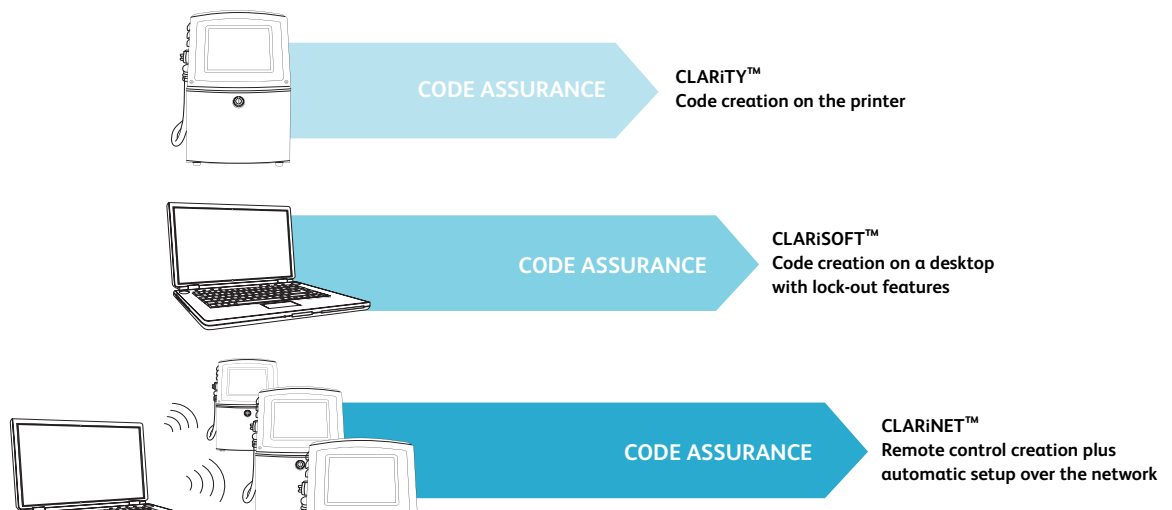 CODE ASSURANCE
CLARiTY™
Code creation on the printer
CODE ASSURANCE
CLARiSOFT™
Code creation on a desktop
with lock-out features
CODE ASSURANCE
CLARiNET™
Remote control creation plus
automatic setup over the network